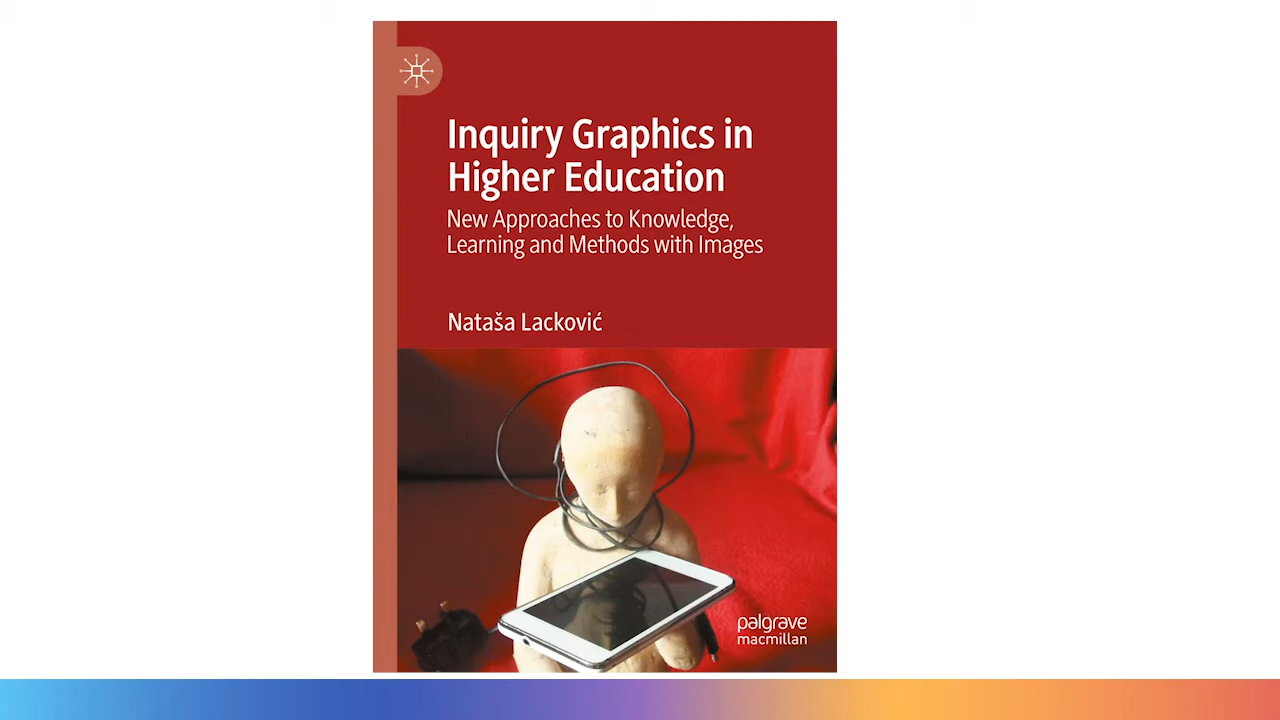 Inquiry Graphics in
Higher Education
New Approaches to Knowledge,
Learning and Methods with Images
Nataša Lacković
palgrave
macmillan